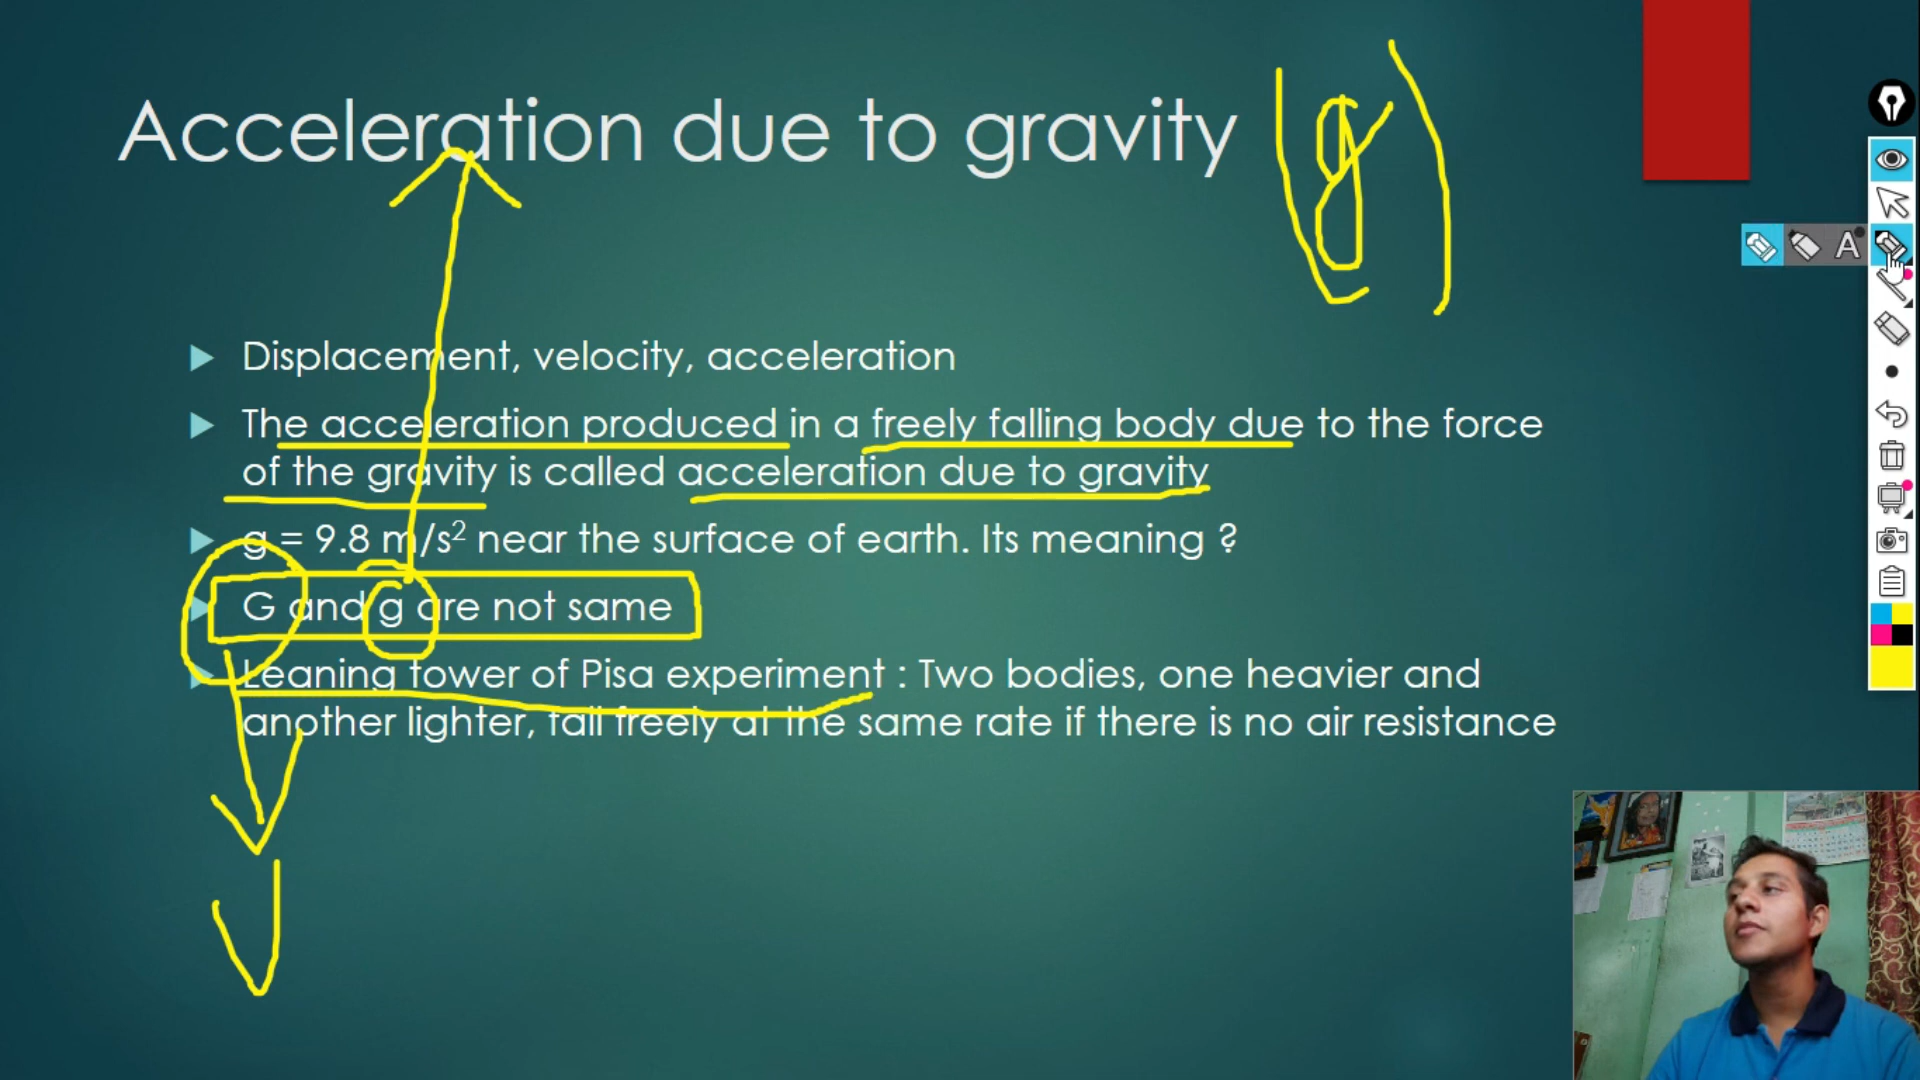 Acceleration due to gravity (g)
Displacement, velocity, acceleration
The acceleration produced in a freely falling body due to the force
of the gravity is called acceleration due to gravity
g = 9.8 m/s² near the surface of earth. Its meaning ?
G and g are not same
Leaning tower of Pisa experiment : Two bodies, one heavier and
another lighter, fall freely at the same rate if there is no air resistance
A